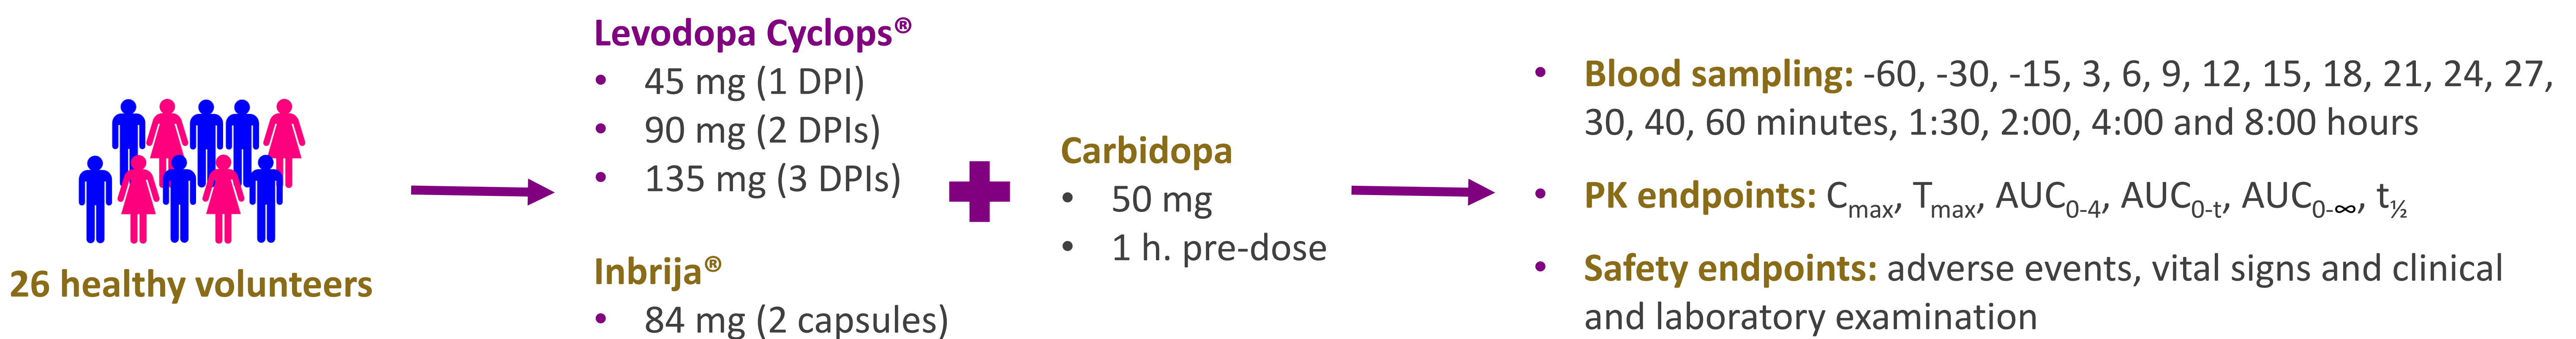 26 healthy volunteers
Levodopa Cyclops®
• 45 mg (1 DPI)
• 90 mg (2 DPIs)
• 135 mg (3 DPIs)
Inbrija®
• 84 mg (2 capsules)
Carbidopa
• 50 mg
• 1 h. pre-dose
• Blood sampling: -60, -30, -15, 3, 6, 9, 12, 15, 18, 21, 24, 27,
30, 40, 60 minutes, 1:30, 2:00, 4:00 and 8:00 hours
• PK endpoints: Cmax, Tmax, AUC0-4, AUC0-t, AUC0-∞, t½
• Safety endpoints: adverse events, vital signs and clinical
and laboratory examination